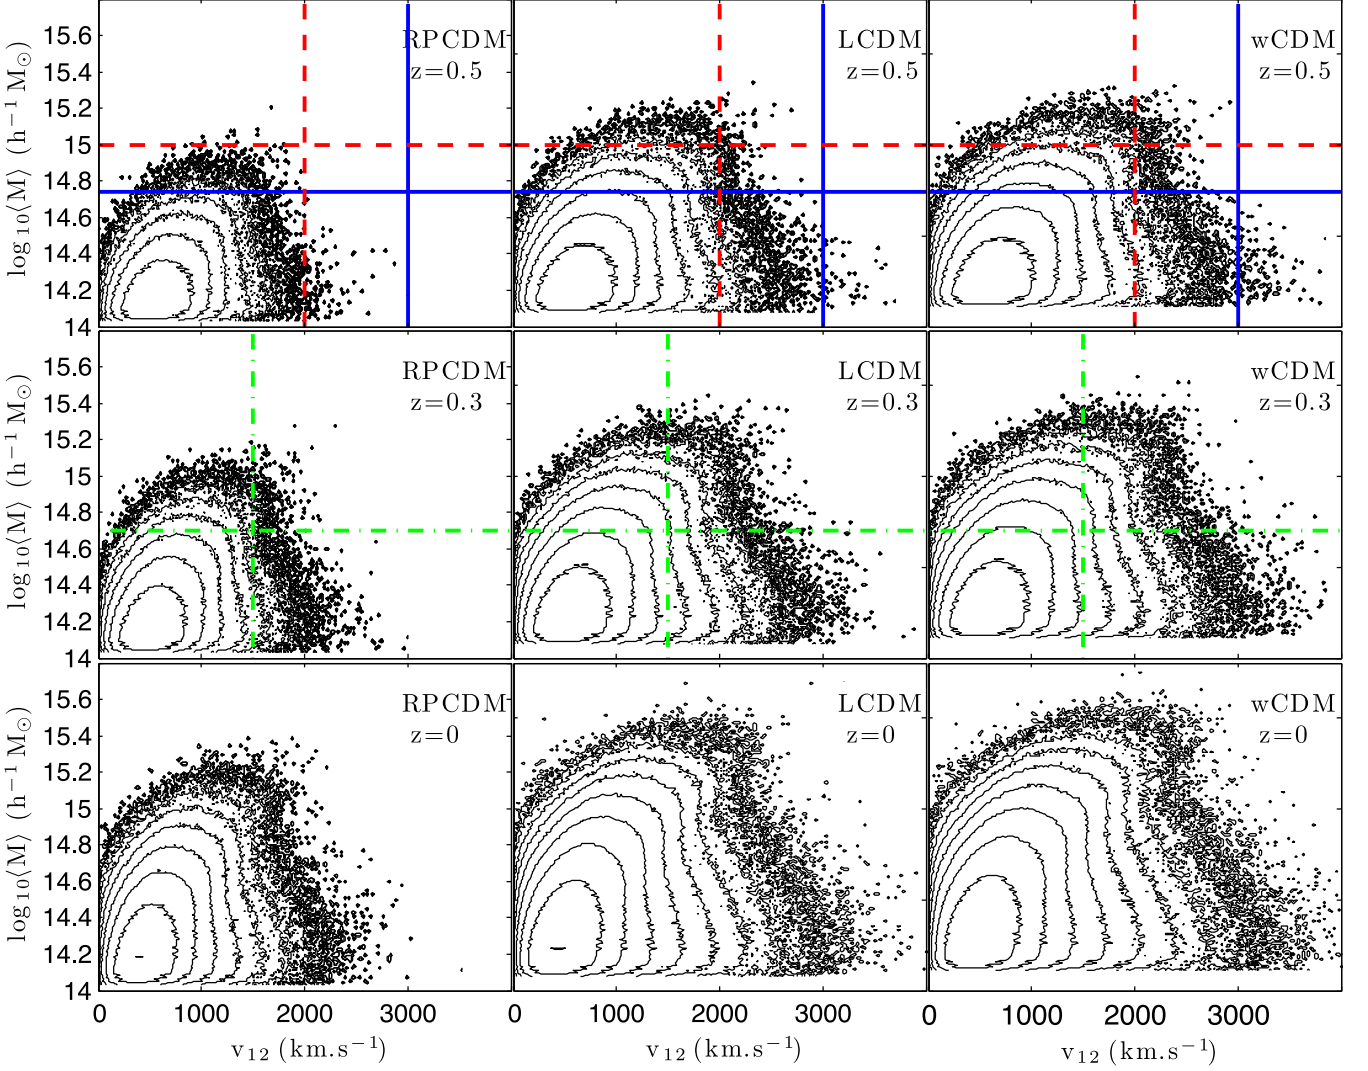 15.6
15.4
15.2
15
14.8
14.6
14.4
14.2
14
log₁₀⟨M⟩ (h⁻¹ M☉)
RPCDM
z=0.5
LCDM
z=0.5
wCDM
z=0.5
15.6
15.4
15.2
15
14.8
14.6
14.4
14.2
14
log₁₀⟨M⟩ (h⁻¹ M☉)
RPCDM
z=0.3
LCDM
z=0.3
wCDM
z=0.3
15.6
15.4
15.2
15
14.8
14.6
14.4
14.2
14
log₁₀⟨M⟩ (h⁻¹ M☉)
RPCDM
z=0
LCDM
z=0
wCDM
z=0
0 1000 2000 3000 0 1000 2000 3000 0 1000 2000 3000
v₁₂ (km.s⁻¹) v₁₂ (km.s⁻¹) v₁₂ (km.s⁻¹)